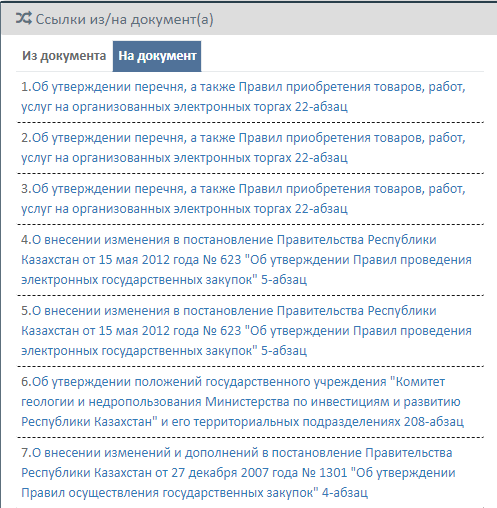 Ссылки из/на документ(а)
Из документа На документ
1.Об утверждении перечня, а также Правил приобретения товаров, работ,
услуг на организованных электронных торгах 22-абзац
2.Об утверждении перечня, а также Правил приобретения товаров, работ,
услуг на организованных электронных торгах 22-абзац
3.Об утверждении перечня, а также Правил приобретения товаров, работ,
услуг на организованных электронных торгах 22-абзац
4.О внесении изменения в постановление Правительства Республики
Казахстан от 15 мая 2012 года № 623 "Об утверждении Правил проведения
электронных государственных закупок" 5-абзац
5.О внесении изменения в постановление Правительства Республики
Казахстан от 15 мая 2012 года № 623 "Об утверждении Правил проведения
электронных государственных закупок" 5-абзац
6.Об утверждении положений государственного учреждения "Комитет
геологии и недропользования Министерства по инвестициям и развитию
Республики Казахстан" и его территориальных подразделениях 208-абзац
7.О внесении изменений и дополнений в постановление Правительства
Республики Казахстан от 27 декабря 2007 года № 1301 "Об утверждении
Правил осуществления государственных закупок" 4-абзац